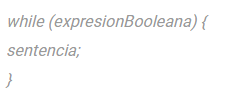 while (expresionBooleana) {
sentencia;
}